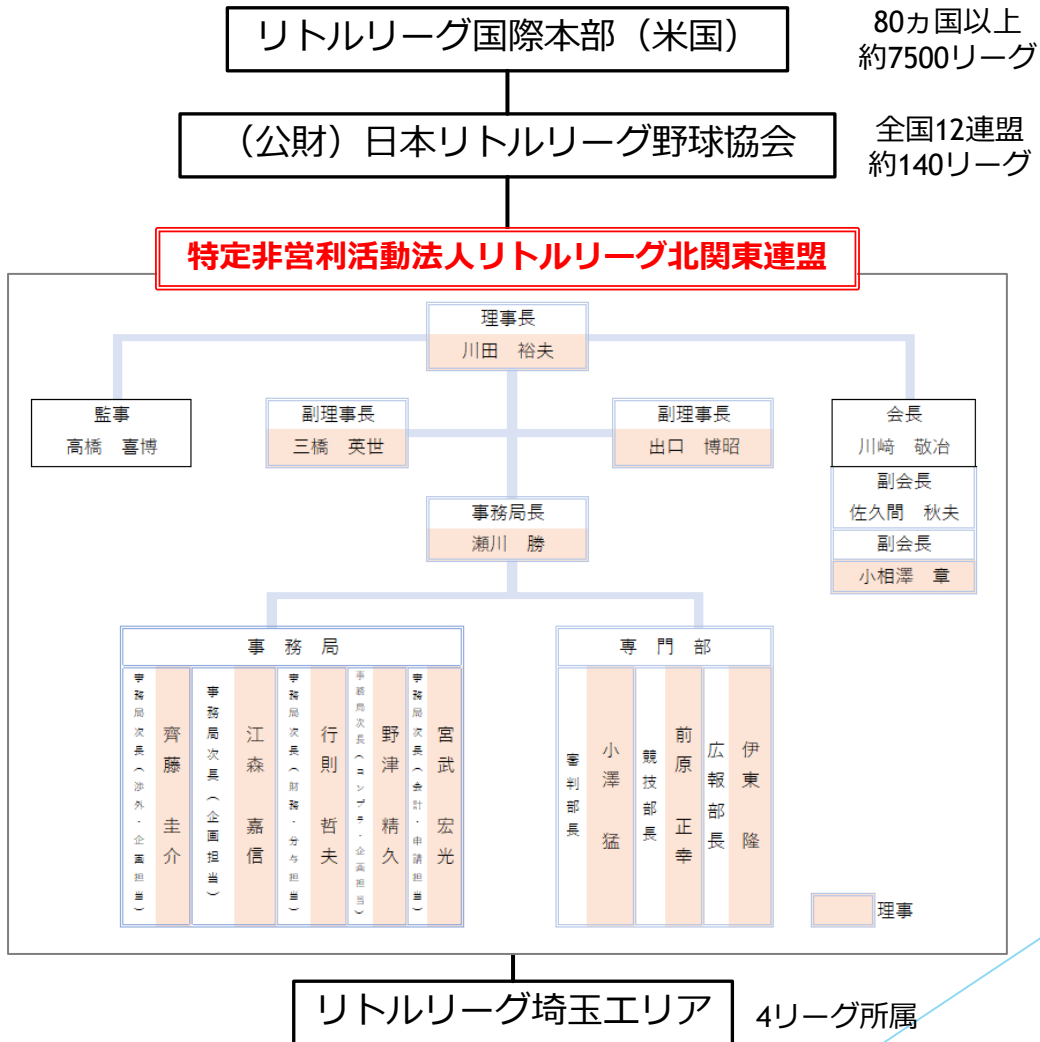 リトルリーグ国際本部（米国）
80ヵ国以上
約7500リーグ
（公財）日本リトルリーグ野球協会
全国12連盟
約140リーグ
特定非営利活動法人リトルリーグ北関東連盟
理事長
川田 裕夫
監事
高橋 喜博
副理事長
三橋 英世
副理事長
出口 博昭
会長
川﨑 敬冶
副会長
佐久間 秋夫
副会長
小相澤 章
事務局長
瀬川 勝
事務局
事務局次長（渉外・企画担当）
齊藤 圭介
事務局次長（企画担当）
江森 嘉信
事務局次長（財務・分与担当）
行則 哲夫
事務局次長（コンプラ・企画担当）
野津 精久
事務局次長（会計・申請担当）
宮武 宏光
専門部
審判部長
小澤 猛
競技部長
前原 正幸
広報部長
伊東 隆
理事
リトルリーグ埼玉エリア
4リーグ所属